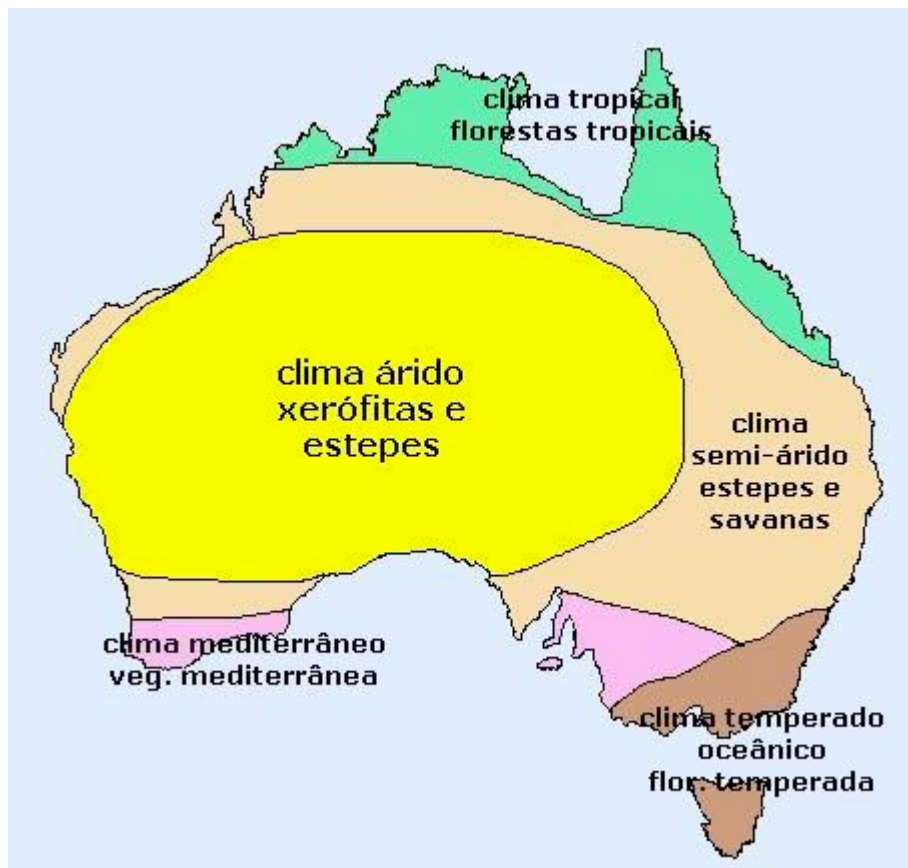 clima tropical
florestas tropicais
clima árido
xerófitas e
estepes
clima
semi-árido
estepes e
savanas
clima mediterrâneo
veg. mediterrânea
clima temperado
oceânico
flor. temperada